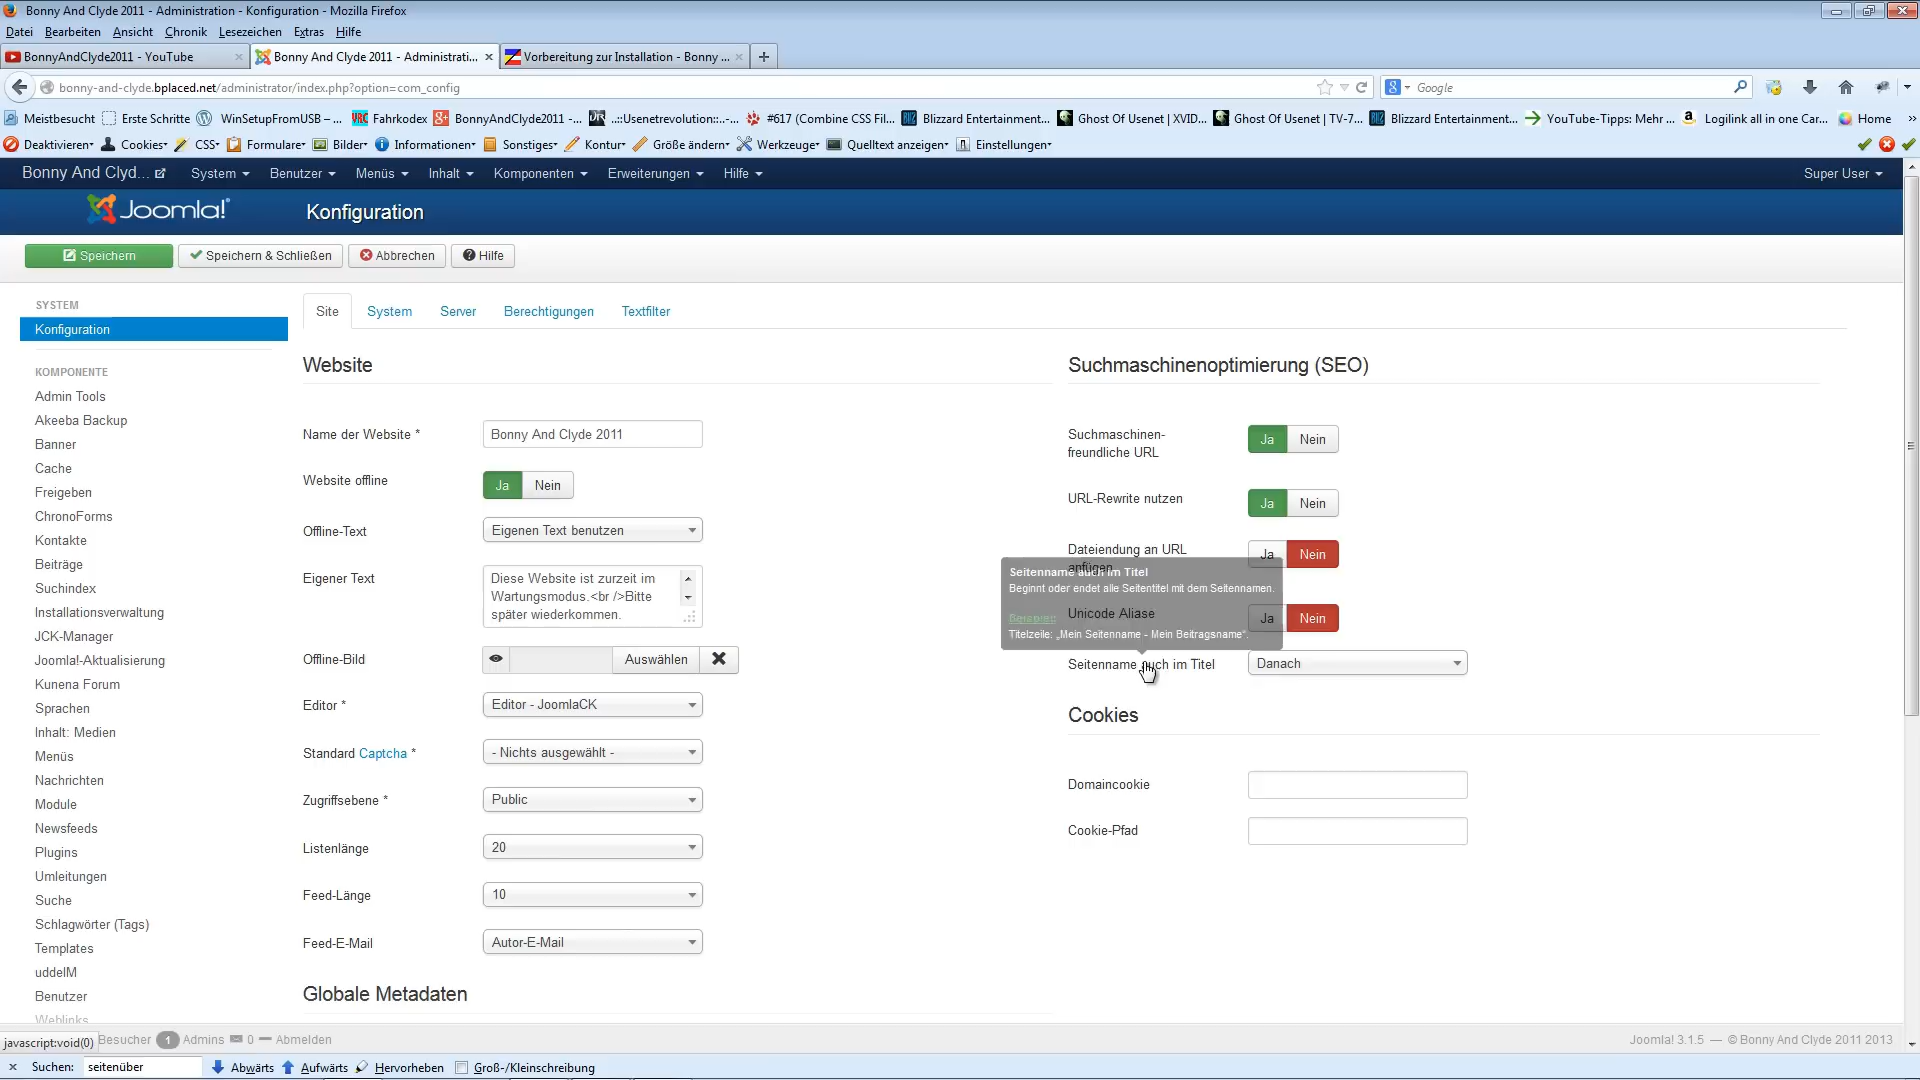 Bonny And Clyde 2011 - Administration - Konfiguration - Mozilla Firefox
Datei Bearbeiten Ansicht Chronik Lesezeichen Extras Hilfe
BonnyAndClyde2011 - YouTube
Bonny And Clyde 2011 - Administrati...
Vorbereitung zur Installation - Bonny ...
bonny-and-clyde.bplaced.net/administrator/index.php?option=com_config
Google
Meistbesucht Erste Schritte WinSetupFromUSB – ... Fahrkodex BonnyAndClyde2011 -... ..::Usenetrevolution::..-... #617 (Combine CSS Fil... Blizzard Entertainment... Ghost Of Usenet | XVID... Ghost Of Usenet | TV-7... Blizzard Entertainment... YouTube-Tipps: Mehr ... Logilink all in one Car... Home
Deaktivieren Cookies CSS Formulare Bilder Informationen Sonstiges Kontur Größe ändern Werkzeuge Quelltext anzeigen Einstellungen
Bonny And Clyd... System Benutzer Menüs Inhalt Komponenten Erweiterungen Hilfe Super User
Joomla!
Konfiguration
Speichern Speichern & Schließen Abbrechen Hilfe
SYSTEM
Konfiguration
KOMPONENTE
Admin Tools
Akeeba Backup
Banner
Cache
Freigeben
ChronoForms
Kontakte
Beiträge
Suchindex
Installationsverwaltung
JCK-Manager
Joomla!-Aktualisierung
Kunena Forum
Sprachen
Inhalt: Medien
Menüs
Nachrichten
Module
Newsfeeds
Plugins
Umleitungen
Suche
Schlagwörter (Tags)
Templates
uddeIM
Benutzer
Weblinks
Site System Server Berechtigungen Textfilter
Website
Name der Website *
Bonny And Clyde 2011
Website offline
Ja Nein
Offline-Text
Eigenen Text benutzen
Eigener Text
Diese Website ist zurzeit im
Wartungsmodus.<br />Bitte
später wiederkommen.
Offline-Bild
Auswählen
Editor *
Editor - JoomlaCK
Standard Captcha *
- Nichts ausgewählt -
Zugriffsebene *
Public
Listenlänge
20
Feed-Länge
10
Feed-E-Mail
Autor-E-Mail
Globale Metadaten
Suchmaschinenoptimierung (SEO)
Suchmaschinen-
freundliche URL
Ja Nein
URL-Rewrite nutzen
Ja Nein
Dateiendung an URL
anfügen
Ja Nein
Seitenname auch im Titel
Beginnt oder endet alle Seitentitel mit dem Seitennamen.
Beispiel:
Titelzeile: „Mein Seitenname - Mein Beitragsname“.
Unicode Aliase
Ja Nein
Seitenname auch im Titel
Danach
Cookies
Domaincookie
Cookie-Pfad
javascript:void(0)
Besucher 1 Admins 0 Abmelden
Joomla! 3.1.5 — © Bonny And Clyde 2011 2013
Suchen: seitenüber Abwärts Aufwärts Hervorheben Groß-/Kleinschreibung